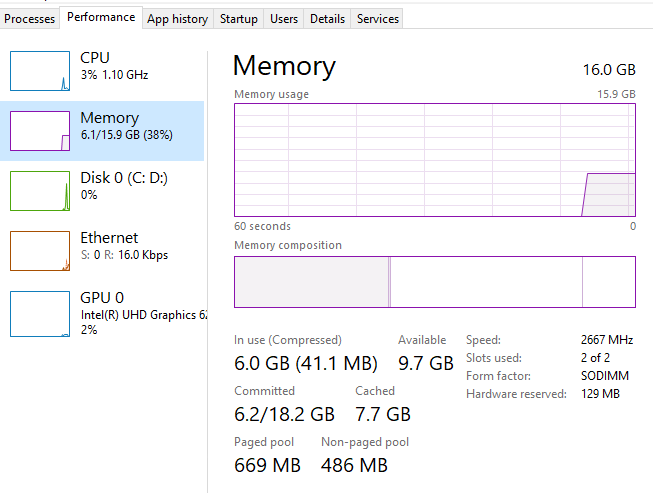 Processes Performance App history Startup Users Details Services
CPU
3% 1.10 GHz
Memory
6.1/15.9 GB (38%)
Disk 0 (C: D:)
0%
Ethernet
S: 0 R: 16.0 Kbps
GPU 0
Intel(R) UHD Graphics 62
2%
Memory 16.0 GB
Memory usage 15.9 GB
60 seconds 0
Memory composition
In use (Compressed) Available
6.0 GB (41.1 MB) 9.7 GB
Committed Cached
6.2/18.2 GB 7.7 GB
Paged pool Non-paged pool
669 MB 486 MB
Speed: 2667 MHz
Slots used: 2 of 2
Form factor: SODIMM
Hardware reserved: 129 MB